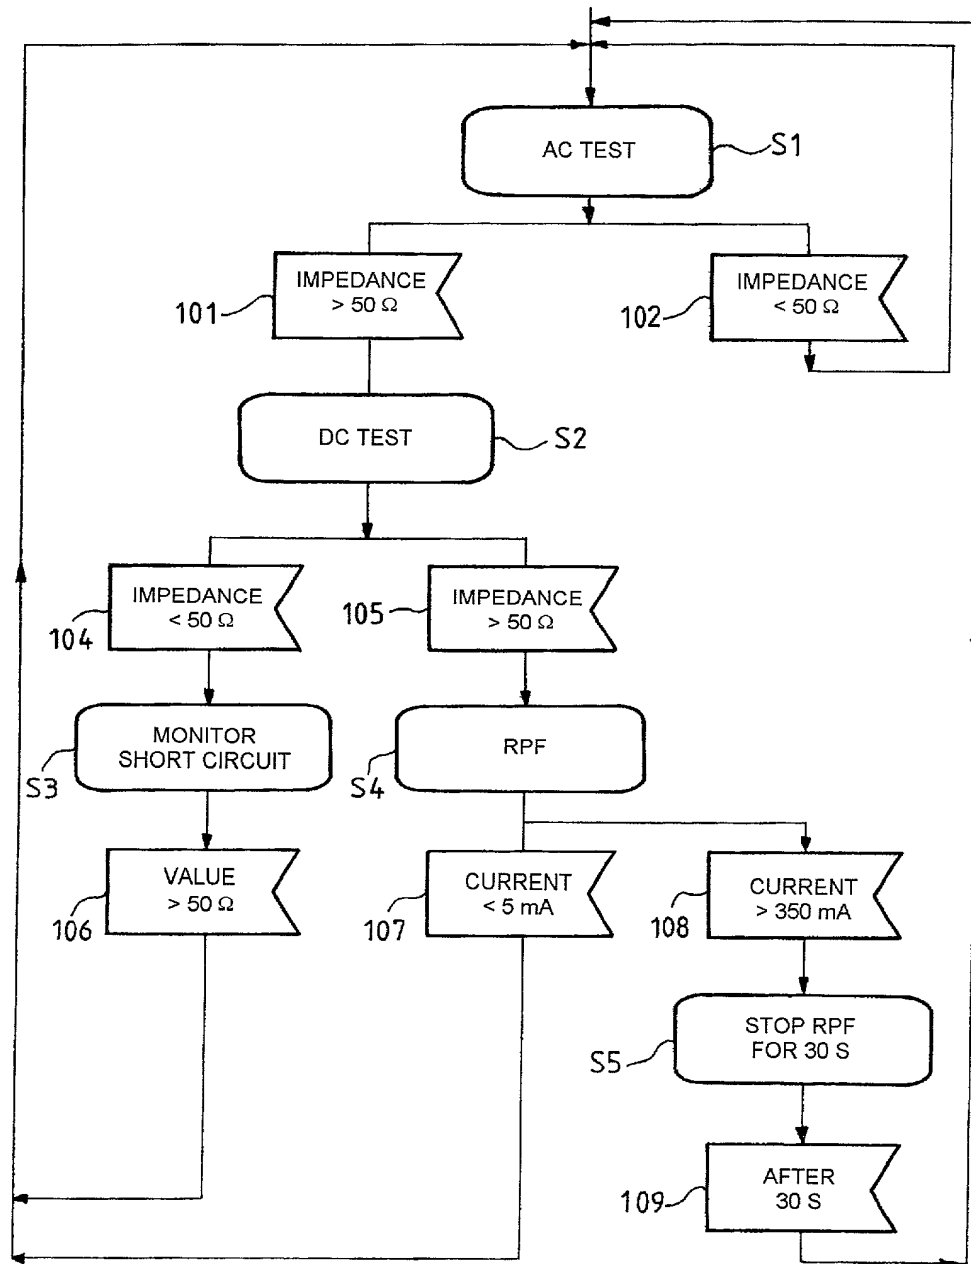 AC TEST
S1
IMPEDANCE
> 50 Ω
101
IMPEDANCE
< 50 Ω
102
DC TEST
S2
IMPEDANCE
< 50 Ω
104
IMPEDANCE
> 50 Ω
105
MONITOR
SHORT CIRCUIT
S3
RPF
S4
VALUE
> 50 Ω
106
CURRENT
< 5 mA
107
CURRENT
> 350 mA
108
STOP RPF
FOR 30 S
S5
AFTER
30 S
109